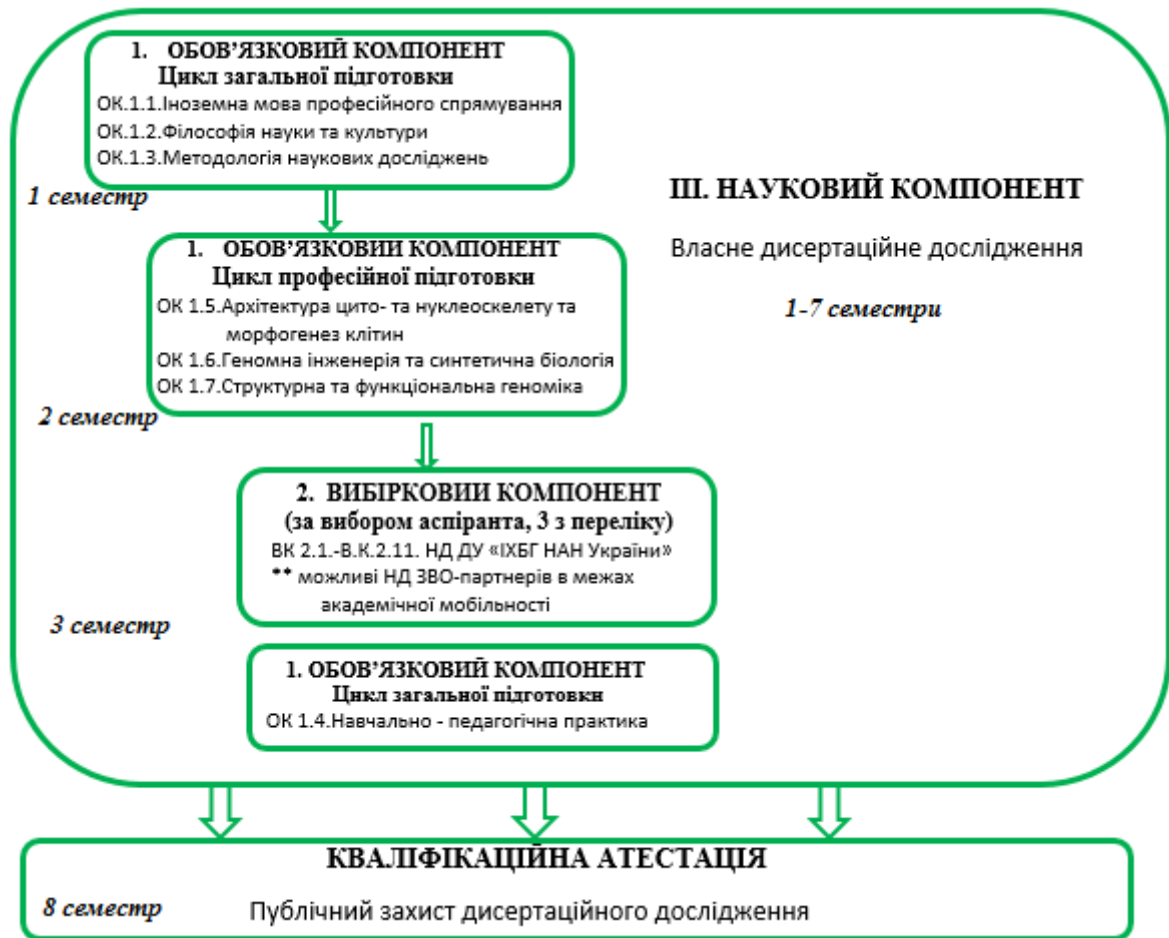 1. ОБОВ’ЯЗКОВИЙ КОМПОНЕНТ
Цикл загальної підготовки
ОК.1.1.Іноземна мова професійного спрямування
ОК.1.2.Філософія науки та культури
ОК.1.3.Методологія наукових досліджень
1 семестр
1. ОБОВ’ЯЗКОВИЙ КОМПОНЕНТ
Цикл професійної підготовки
ОК 1.5.Архітектура цито- та нуклеоскелету та
морфогенез клітин
ОК 1.6.Геномна інженерія та синтетична біологія
ОК 1.7.Структурна та функціональна геноміка
2 семестр
2. ВИБІРКОВИЙ КОМПОНЕНТ
(за вибором аспіранта, 3 з переліку)
ВК 2.1.-В.К.2.11. НД ДУ «ІХБГ НАН України»
** можливі НД ЗВО-партнерів в межах
академічної мобільності
3 семестр
1. ОБОВ’ЯЗКОВИЙ КОМПОНЕНТ
Цикл загальної підготовки
ОК 1.4.Навчально - педагогічна практика
ІІІ. НАУКОВИЙ КОМПОНЕНТ
Власне дисертаційне дослідження
1-7 семестри
КВАЛІФІКАЦІЙНА АТЕСТАЦІЯ
8 семестр
Публічний захист дисертаційного дослідження